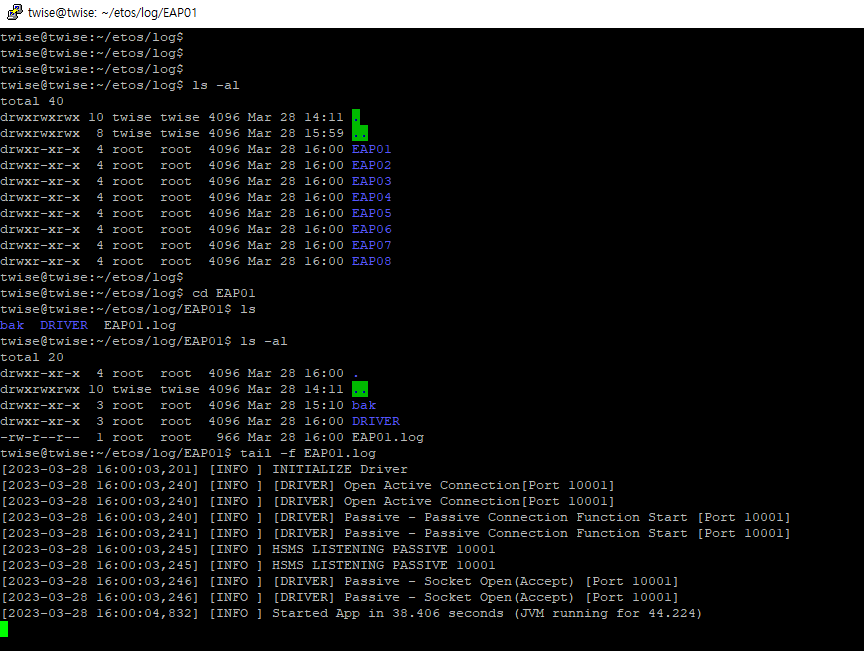 twise@twise: ~/etos/log/EAP01
twise@twise:~/etos/log$
twise@twise:~/etos/log$
twise@twise:~/etos/log$
twise@twise:~/etos/log$ ls -al
total 40
drwxrwxrwx 10 twise twise 4096 Mar 28 14:11 .
drwxrwxrwx  8 twise twise 4096 Mar 28 15:59 ..
drwxr-xr-x  4 root  root  4096 Mar 28 16:00 EAP01
drwxr-xr-x  4 root  root  4096 Mar 28 16:00 EAP02
drwxr-xr-x  4 root  root  4096 Mar 28 16:00 EAP03
drwxr-xr-x  4 root  root  4096 Mar 28 16:00 EAP04
drwxr-xr-x  4 root  root  4096 Mar 28 16:00 EAP05
drwxr-xr-x  4 root  root  4096 Mar 28 16:00 EAP06
drwxr-xr-x  4 root  root  4096 Mar 28 16:00 EAP07
drwxr-xr-x  4 root  root  4096 Mar 28 16:00 EAP08
twise@twise:~/etos/log$
twise@twise:~/etos/log$ cd EAP01
twise@twise:~/etos/log/EAP01$ ls
bak  DRIVER  EAP01.log
twise@twise:~/etos/log/EAP01$ ls -al
total 20
drwxr-xr-x  4 root  root  4096 Mar 28 16:00 .
drwxrwxrwx 10 twise twise 4096 Mar 28 14:11 ..
drwxr-xr-x  3 root  root  4096 Mar 28 15:10 bak
drwxr-xr-x  3 root  root  4096 Mar 28 16:00 DRIVER
-rw-r--r--  1 root  root   966 Mar 28 16:00 EAP01.log
twise@twise:~/etos/log/EAP01$ tail -f EAP01.log
[2023-03-28 16:00:03,201] [INFO ] INITIALIZE Driver
[2023-03-28 16:00:03,240] [INFO ] [DRIVER] Open Active Connection[Port 10001]
[2023-03-28 16:00:03,240] [INFO ] [DRIVER] Open Active Connection[Port 10001]
[2023-03-28 16:00:03,240] [INFO ] [DRIVER] Passive - Passive Connection Function Start [Port 10001]
[2023-03-28 16:00:03,241] [INFO ] [DRIVER] Passive - Passive Connection Function Start [Port 10001]
[2023-03-28 16:00:03,245] [INFO ] HSMS LISTENING PASSIVE 10001
[2023-03-28 16:00:03,245] [INFO ] HSMS LISTENING PASSIVE 10001
[2023-03-28 16:00:03,246] [INFO ] [DRIVER] Passive - Socket Open(Accept) [Port 10001]
[2023-03-28 16:00:03,246] [INFO ] [DRIVER] Passive - Socket Open(Accept) [Port 10001]
[2023-03-28 16:00:04,832] [INFO ] Started App in 38.406 seconds (JVM running for 44.224)